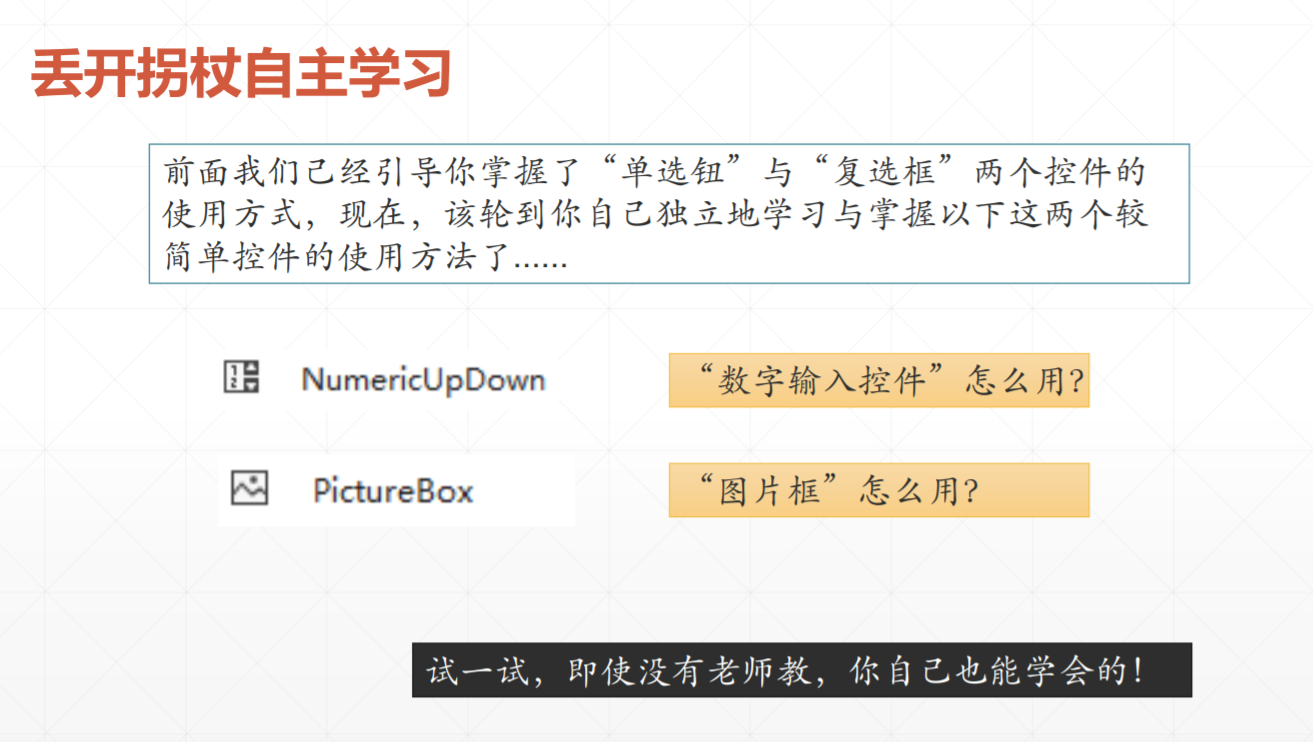 丢开拐杖自主学习
前面我们已经引导你掌握了“单选钮”与“复选框”两个控件的
使用方式，现在，该轮到你自己独立地学习与掌握以下这两个较
简单控件的使用方法了……
NumericUpDown
“数字输入控件”怎么用？
PictureBox
“图片框”怎么用？
试一试，即使没有老师教，你自己也能学会的！